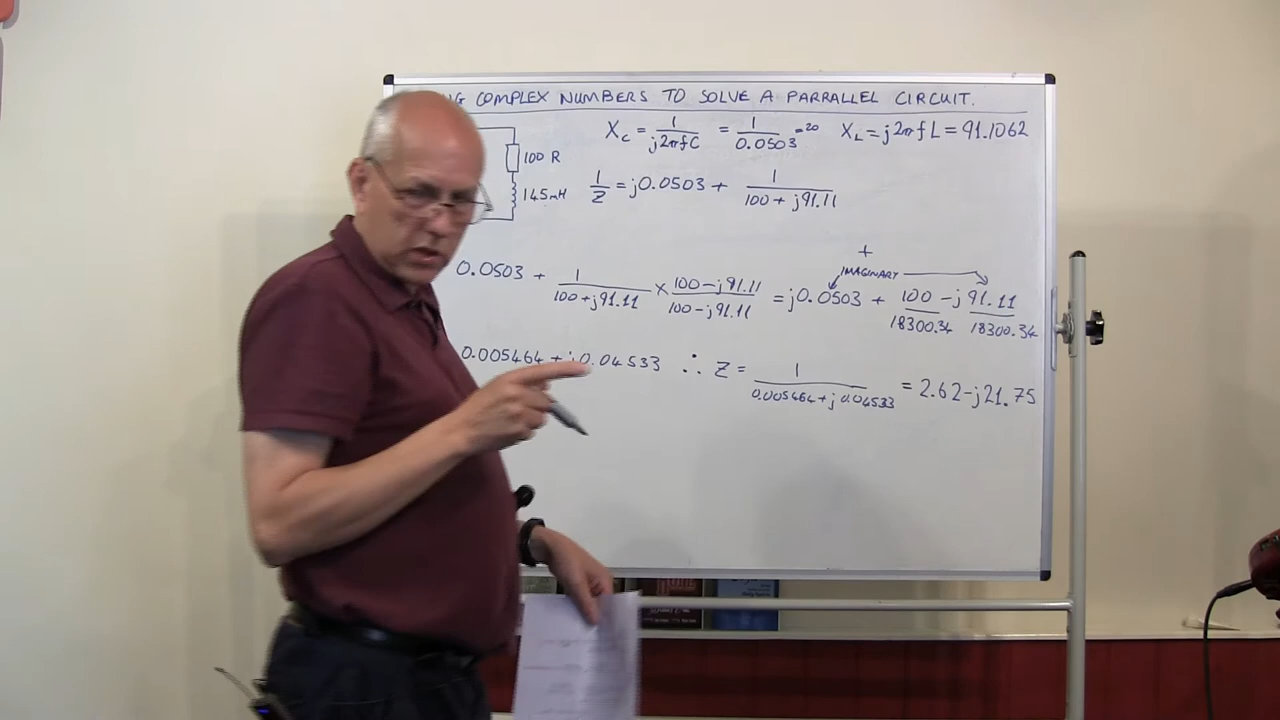 NG COMPLEX NUMBERS TO SOLVE A PARRALLEL CIRCUIT.
100 R
145mH
Xc = 1/j2πfC = 1/0.0503 = 20 XL = j2πfL = 91.1062
1/Z = j0.0503 + 1/100 + j91.11
+
IMAGINARY
0.0503 + 1/100 + j91.11 × 100 - j91.11/100 - j91.11 = j0.0503 + 100/18300.34 - j 91.11/18300.34
0.005464 + j0.04533 ∴ Z = 1/0.005464 + j0.04533 = 2.62 - j21.75